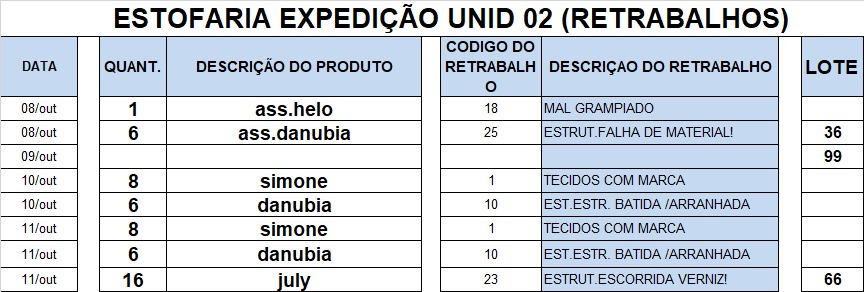 ESTOFARIA EXPEDIÇÃO UNID 02 (RETRABALHOS)
DATA QUANT. DESCRIÇÃO DO PRODUTO CODIGO DO RETRABALHO DESCRIÇAO DO RETRABALHO LOTE
08/out 1 ass.helo 18 MAL GRAMPIADO
08/out 6 ass.danubia 25 ESTRUT.FALHA DE MATERIAL! 36
09/out 99
10/out 8 simone 1 TECIDOS COM MARCA
10/out 6 danubia 10 EST.ESTR. BATIDA /ARRANHADA
11/out 8 simone 1 TECIDOS COM MARCA
11/out 6 danubia 10 EST.ESTR. BATIDA /ARRANHADA
11/out 16 july 23 ESTRUT.ESCORRIDA VERNIZ! 66